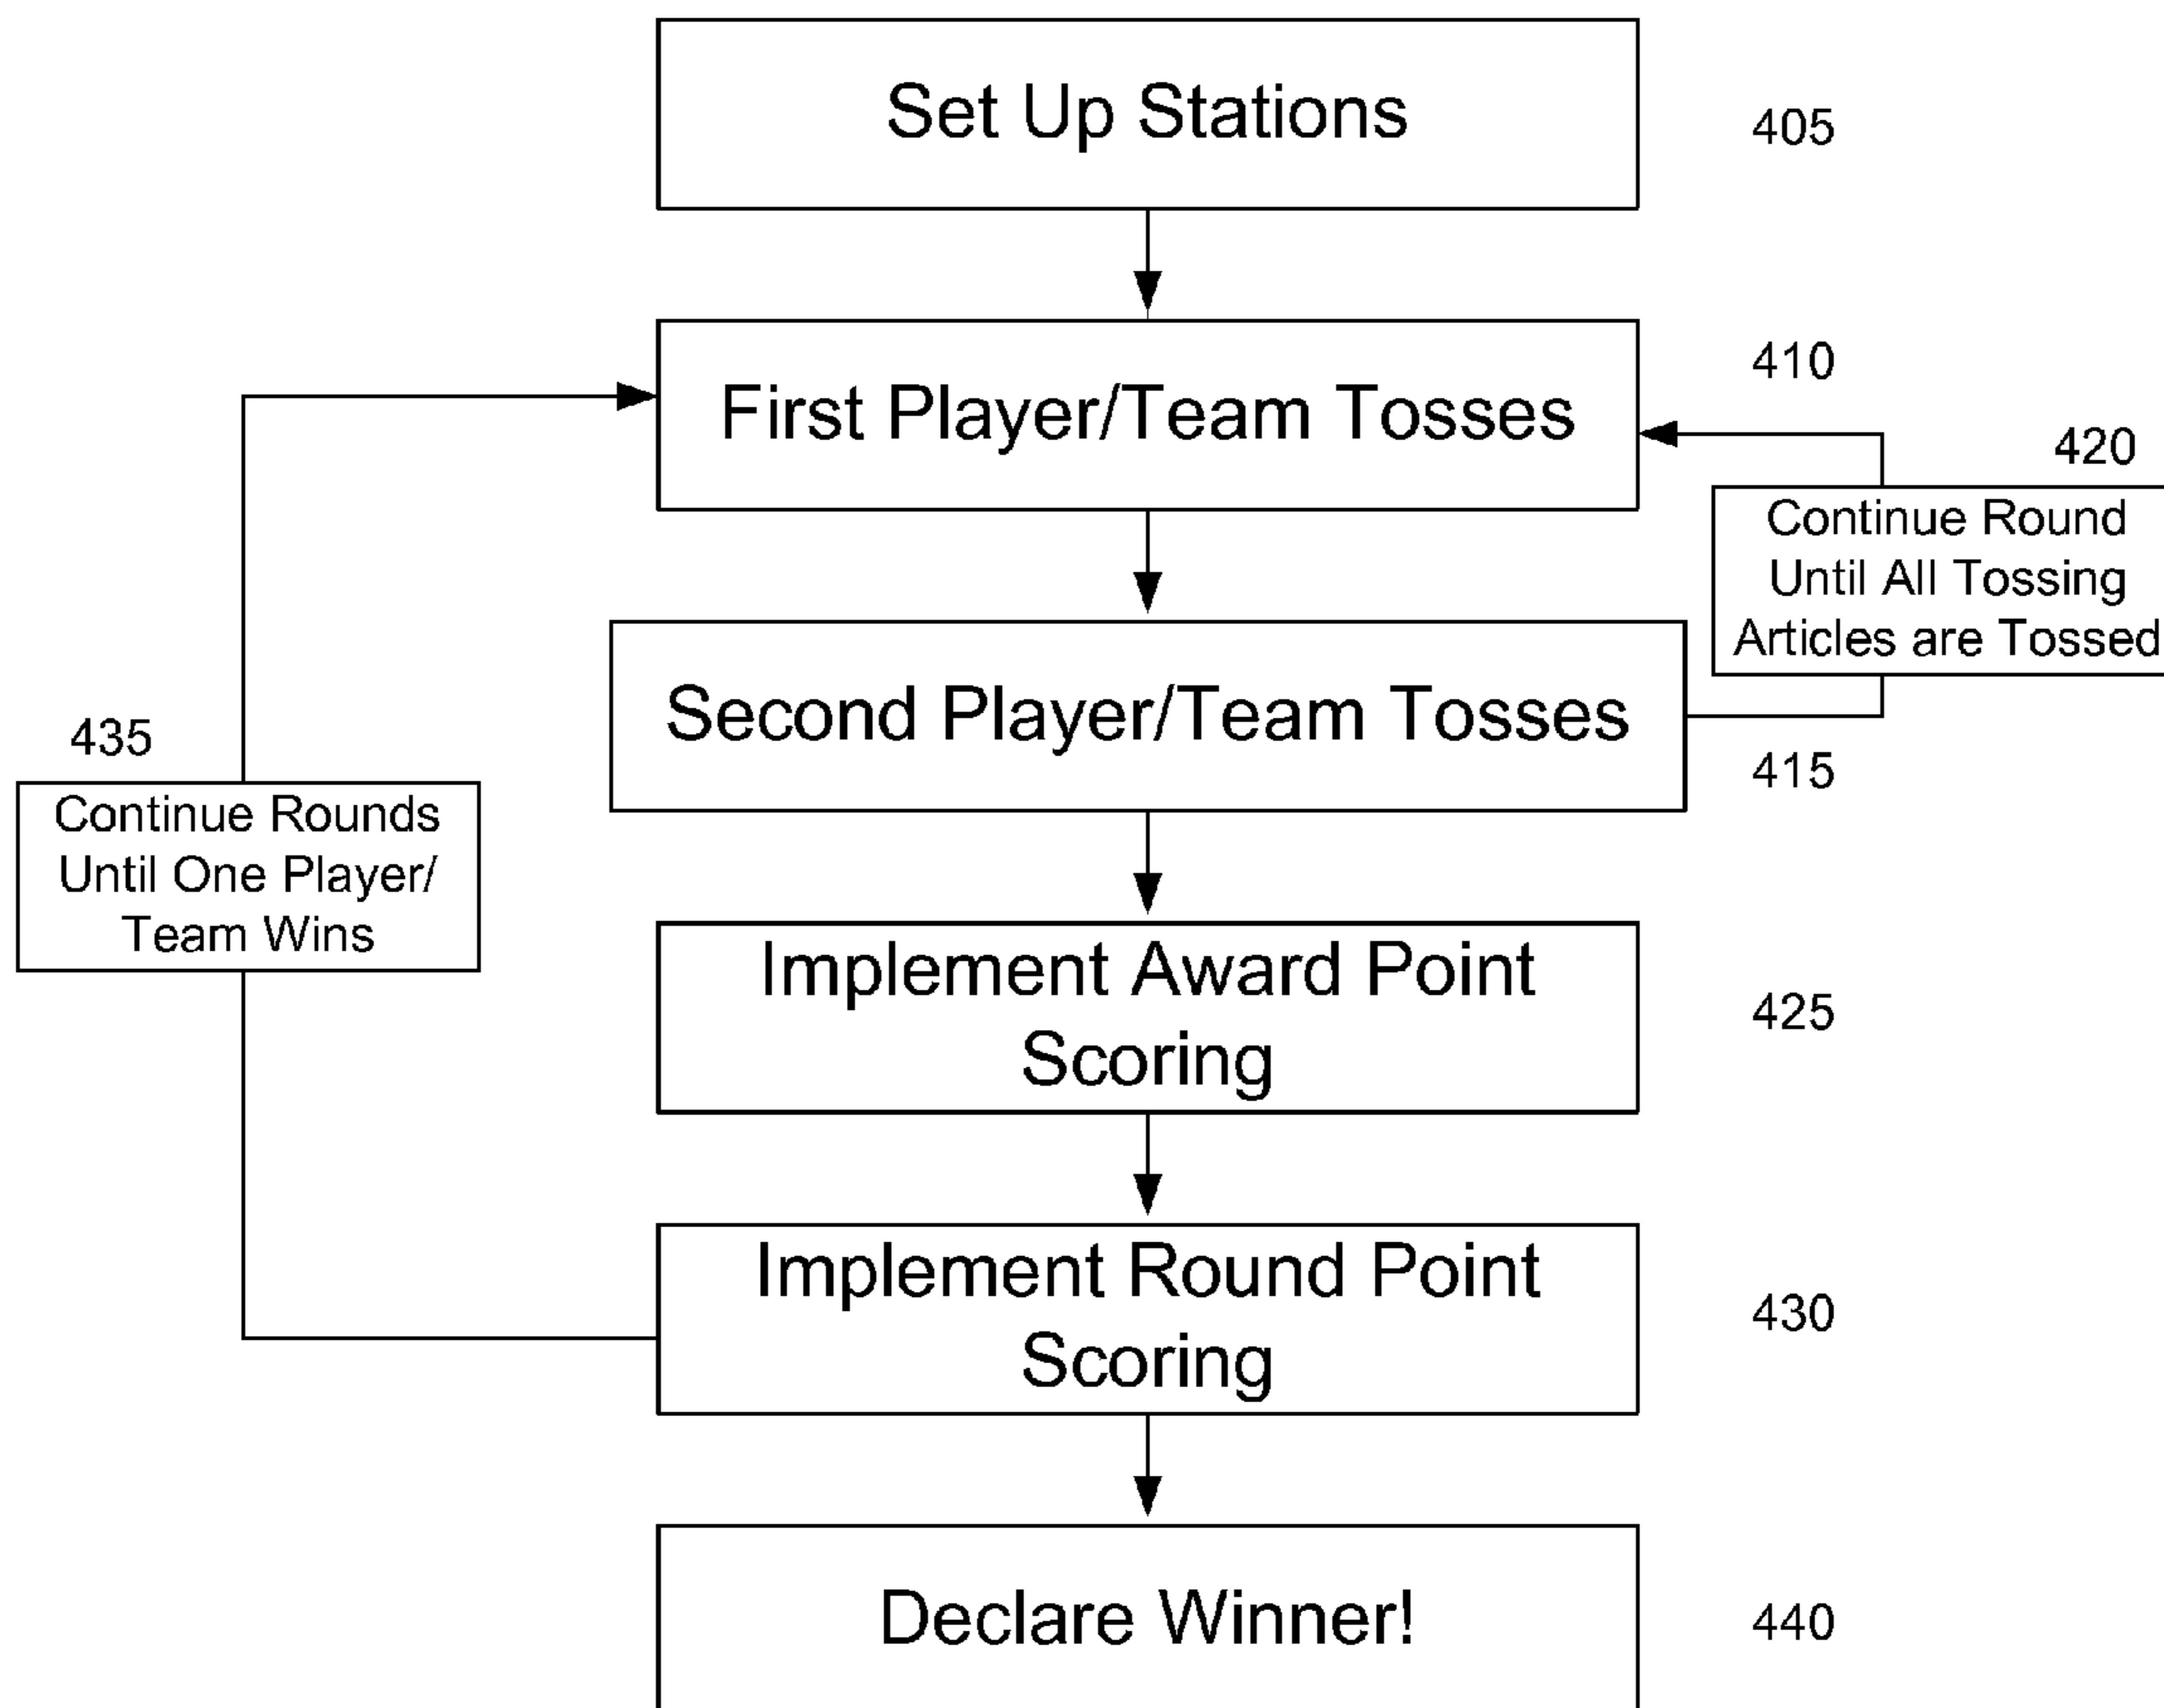 Set Up Stations
405
First Player/Team Tosses
410
420
Continue Round
Until All Tossing
Articles are Tossed
Second Player/Team Tosses
415
435
Continue Rounds
Until One Player/
Team Wins
Implement Award Point
Scoring
425
Implement Round Point
Scoring
430
Declare Winner!
440